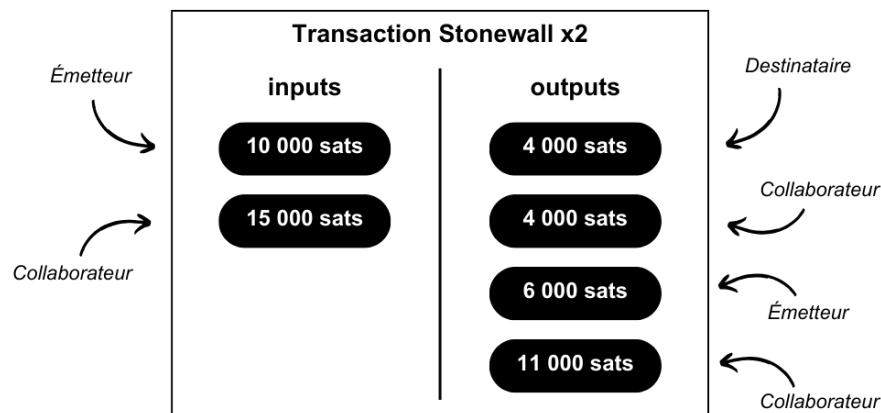 Transaction Stonewall x2
Émetteur
Collaborateur
inputs
10 000 sats
15 000 sats
outputs
4 000 sats
4 000 sats
6 000 sats
11 000 sats
Destinataire
Collaborateur
Émetteur
Collaborateur